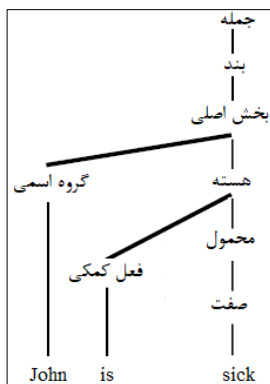 جمله
بند
بخش اصلی
گروه اسمی
هسته
محمول
فعل کمکی
صفت
John is sick